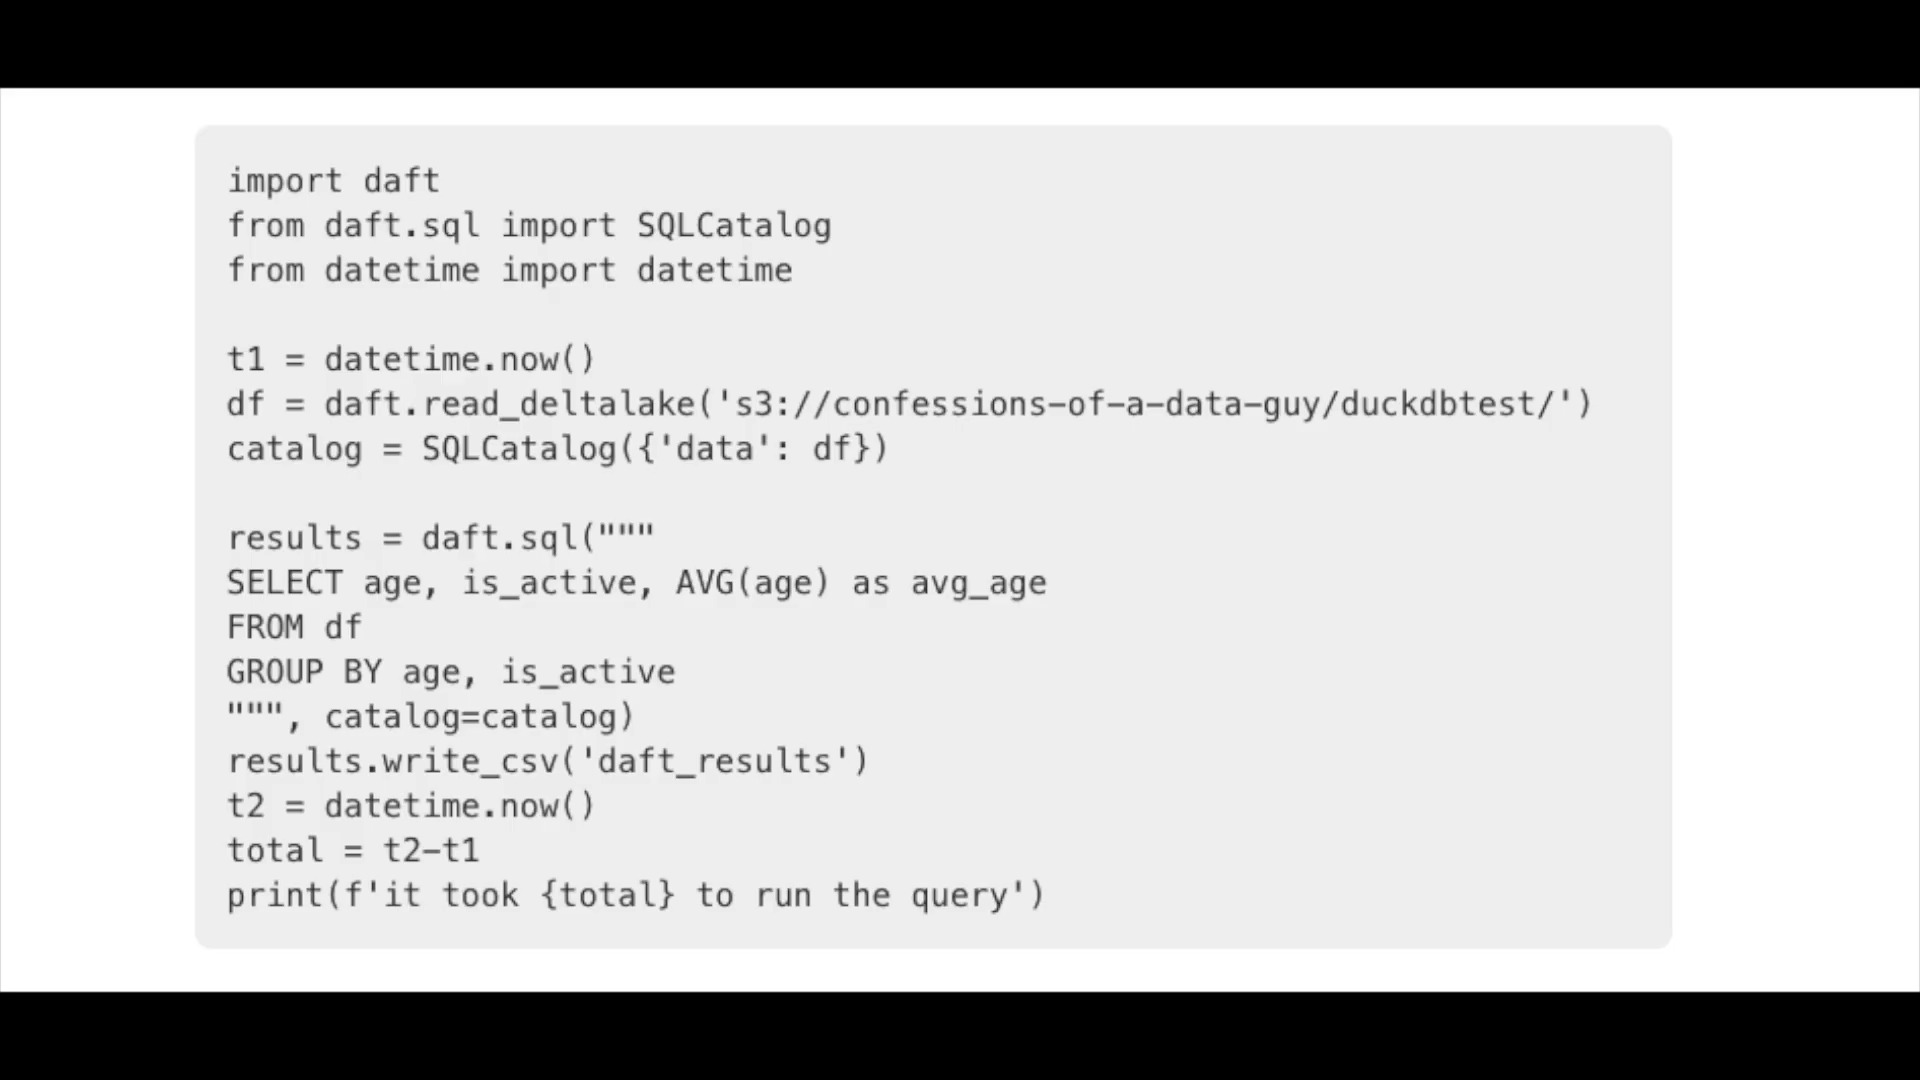 import daft
from daft.sql import SQLCatalog
from datetime import datetime
t1 = datetime.now()
df = daft.read_deltalake('s3://confessions-of-a-data-guy/duckdbtest/')
catalog = SQLCatalog({'data': df})
results = daft.sql("""
SELECT age, is_active, AVG(age) as avg_age
FROM df
GROUP BY age, is_active
""", catalog=catalog)
results.write_csv('daft_results')
t2 = datetime.now()
total = t2-t1
print(f'it took {total} to run the query')